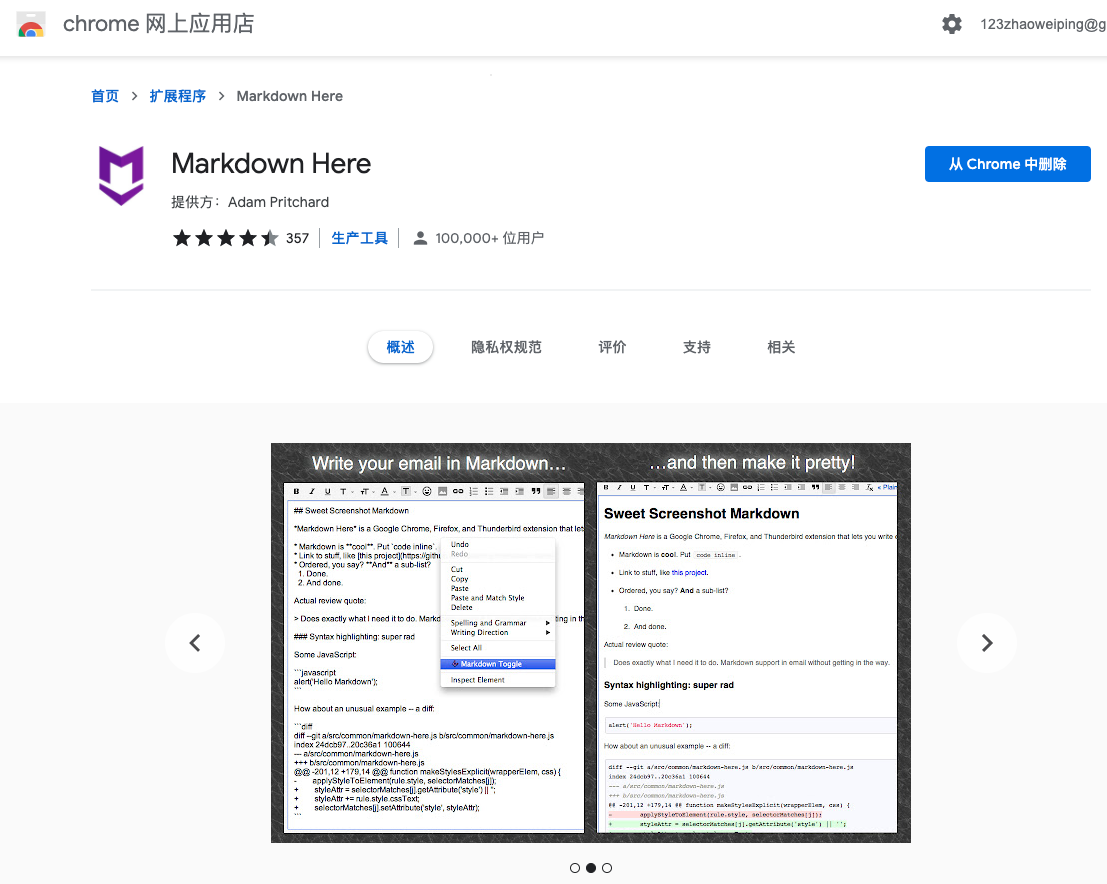 chrome 网上应用店
123zhaoweiping@g
首页 > 扩展程序 > Markdown Here
Markdown Here
从 Chrome 中删除
提供方： Adam Pritchard
357 生产工具 100,000+ 位用户
概述 隐私权规范 评价 支持 相关
Write your email in Markdown...
## Sweet Screenshot Markdown
*Markdown Here* is a Google Chrome, Firefox, and Thunderbird extension that lets
* Markdown is **cool**. Put `code inline`.
* Link to stuff, like [this project](https://githu
* Ordered, you say? **And** a sub-list?
1. Done.
2. And done.
Actual review quote:
> Does exactly what I need it to do. Markd
ting in the
### Syntax highlighting: super rad
Some JavaScript:
```javascript
alert('Hello Markdown');
```
How about an unusual example -- a diff:
```diff
diff --git a/src/common/markdown-here.js b/src/common/markdown-here.js
index 24dcb97..20c36a1 100644
--- a/src/common/markdown-here.js
+++ b/src/common/markdown-here.js
@@ -201,12 +179,14 @@ function makeStylesExplicit(wrapperElem, css) {
- applyStyleToElement(rule.style, selectorMatches[j]);
+ styleAttr = selectorMatches[j].getAttribute('style') || '';
+ styleAttr += rule.style.cssText;
+ selectorMatches[j].setAttribute('style', styleAttr);
```
Undo
Redo
Cut
Copy
Paste
Paste and Match Style
Delete
Spelling and Grammar
Writing Direction
Select All
Markdown Toggle
Inspect Element
...and then make it pretty!
« Plain
Sweet Screenshot Markdown
Markdown Here is a Google Chrome, Firefox, and Thunderbird extension that lets you write
• Markdown is cool. Put code inline .
• Link to stuff, like this project.
• Ordered, you say? And a sub-list?
1. Done.
2. And done.
Actual review quote:
Does exactly what I need it to do. Markdown support in email without getting in the way.
Syntax highlighting: super rad
Some JavaScript:
alert('Hello Markdown');
How about an unusual example -- a diff:
diff --git a/src/common/markdown-here.js b/src/common/markdown-here.js
index 24dcb97..20c36a1 100644
--- a/src/common/markdown-here.js
+++ b/src/common/markdown-here.js
@@ -201,12 +179,14 @@ function makeStylesExplicit(wrapperElem, css) {
- applyStyleToElement(rule.style, selectorMatches[j]);
+ styleAttr = selectorMatches[j].getAttribute('style') || '';